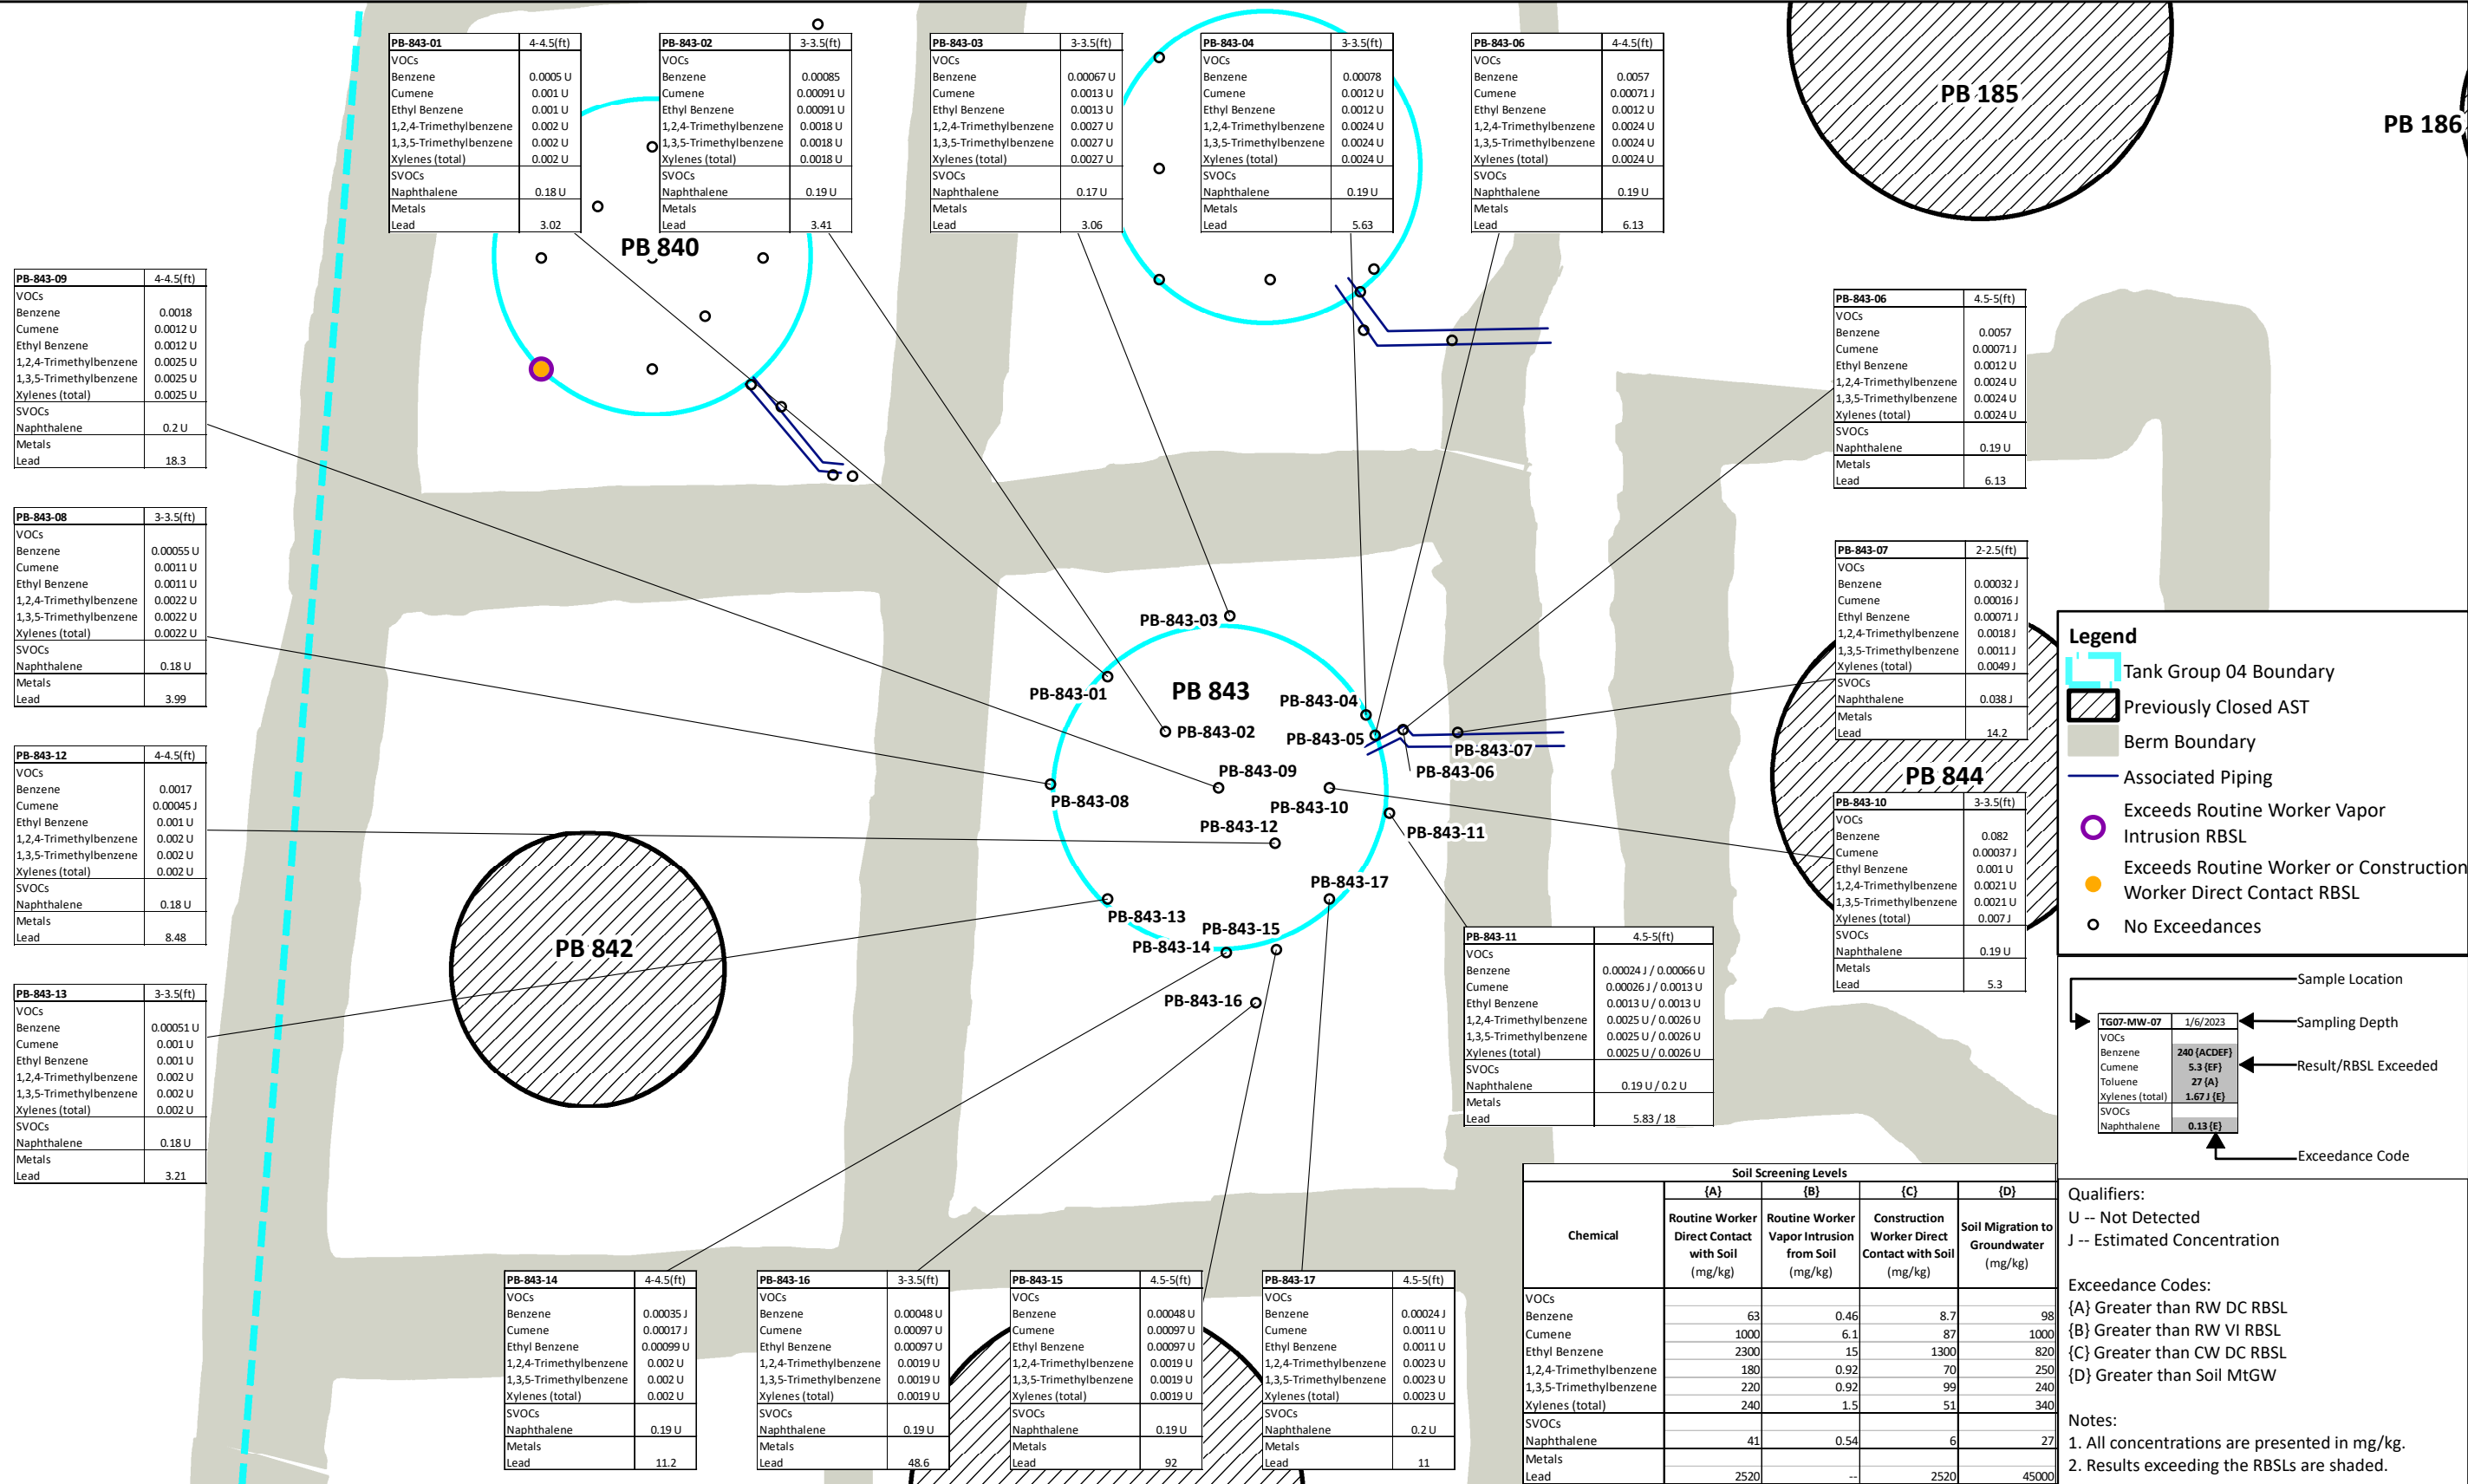 PB-843-01 4-4.5(ft)
VOCs
Benzene 0.0005 U
Cumene 0.001 U
Ethyl Benzene 0.001 U
1,2,4-Trimethylbenzene 0.002 U
1,3,5-Trimethylbenzene 0.002 U
Xylenes (total) 0.002 U
SVOCs
Naphthalene 0.18 U
Metals
Lead 3.02
PB-843-02 3-3.5(ft)
VOCs
Benzene 0.00085
Cumene 0.00091 U
Ethyl Benzene 0.00091 U
1,2,4-Trimethylbenzene 0.0018 U
1,3,5-Trimethylbenzene 0.0018 U
Xylenes (total) 0.0018 U
SVOCs
Naphthalene 0.19 U
Metals
Lead 3.41
PB-843-03 3-3.5(ft)
VOCs
Benzene 0.00067 U
Cumene 0.0013 U
Ethyl Benzene 0.0013 U
1,2,4-Trimethylbenzene 0.0027 U
1,3,5-Trimethylbenzene 0.0027 U
Xylenes (total) 0.0027 U
SVOCs
Naphthalene 0.17 U
Metals
Lead 3.06
PB-843-04 3-3.5(ft)
VOCs
Benzene 0.00078
Cumene 0.0012 U
Ethyl Benzene 0.0012 U
1,2,4-Trimethylbenzene 0.0024 U
1,3,5-Trimethylbenzene 0.0024 U
Xylenes (total) 0.0024 U
SVOCs
Naphthalene 0.19 U
Metals
Lead 5.63
PB-843-06 4-4.5(ft)
VOCs
Benzene 0.0057
Cumene 0.00071 J
Ethyl Benzene 0.0012 U
1,2,4-Trimethylbenzene 0.0024 U
1,3,5-Trimethylbenzene 0.0024 U
Xylenes (total) 0.0024 U
SVOCs
Naphthalene 0.19 U
Metals
Lead 6.13
PB 185
PB 186
PB 840
PB-843-09 4-4.5(ft)
VOCs
Benzene 0.0018
Cumene 0.0012 U
Ethyl Benzene 0.0012 U
1,2,4-Trimethylbenzene 0.0025 U
1,3,5-Trimethylbenzene 0.0025 U
Xylenes (total) 0.0025 U
SVOCs
Naphthalene 0.2 U
Metals
Lead 18.3
PB-843-06 4.5-5(ft)
VOCs
Benzene 0.0057
Cumene 0.00071 J
Ethyl Benzene 0.0012 U
1,2,4-Trimethylbenzene 0.0024 U
1,3,5-Trimethylbenzene 0.0024 U
Xylenes (total) 0.0024 U
SVOCs
Naphthalene 0.19 U
Metals
Lead 6.13
PB-843-08 3-3.5(ft)
VOCs
Benzene 0.00055 U
Cumene 0.0011 U
Ethyl Benzene 0.0011 U
1,2,4-Trimethylbenzene 0.0022 U
1,3,5-Trimethylbenzene 0.0022 U
Xylenes (total) 0.0022 U
SVOCs
Naphthalene 0.18 U
Metals
Lead 3.99
PB-843-07 2-2.5(ft)
VOCs
Benzene 0.00032 J
Cumene 0.00016 J
Ethyl Benzene 0.00071 J
1,2,4-Trimethylbenzene 0.0018 J
1,3,5-Trimethylbenzene 0.0011 J
Xylenes (total) 0.0049 J
SVOCs
Naphthalene 0.038 J
Metals
Lead 14.2
PB-843-03
PB-843-01
PB 843
PB-843-04
PB-843-02
PB-843-05
PB-843-07
PB-843-09
PB-843-06
PB-843-08
PB-843-10
PB-843-12
PB-843-11
PB-843-17
PB-843-13
PB-843-15
PB-843-14
PB-843-16
PB 844
PB 842
PB-843-12 4-4.5(ft)
VOCs
Benzene 0.0017
Cumene 0.00045 J
Ethyl Benzene 0.001 U
1,2,4-Trimethylbenzene 0.002 U
1,3,5-Trimethylbenzene 0.002 U
Xylenes (total) 0.002 U
SVOCs
Naphthalene 0.18 U
Metals
Lead 8.48
PB-843-10 3-3.5(ft)
VOCs
Benzene 0.082
Cumene 0.00037 J
Ethyl Benzene 0.001 U
1,2,4-Trimethylbenzene 0.0021 U
1,3,5-Trimethylbenzene 0.0021 U
Xylenes (total) 0.007 J
SVOCs
Naphthalene 0.19 U
Metals
Lead 5.3
PB-843-11 4.5-5(ft)
VOCs
Benzene 0.00024 J / 0.00066 U
Cumene 0.00026 J / 0.0013 U
Ethyl Benzene 0.0013 U / 0.0013 U
1,2,4-Trimethylbenzene 0.0025 U / 0.0026 U
1,3,5-Trimethylbenzene 0.0025 U / 0.0026 U
Xylenes (total) 0.0025 U / 0.0026 U
SVOCs
Naphthalene 0.19 U / 0.2 U
Metals
Lead 5.83 / 18
PB-843-13 3-3.5(ft)
VOCs
Benzene 0.00051 U
Cumene 0.001 U
Ethyl Benzene 0.001 U
1,2,4-Trimethylbenzene 0.002 U
1,3,5-Trimethylbenzene 0.002 U
Xylenes (total) 0.002 U
SVOCs
Naphthalene 0.18 U
Metals
Lead 3.21
PB-843-14 4-4.5(ft)
VOCs
Benzene 0.00035 J
Cumene 0.00017 J
Ethyl Benzene 0.00099 U
1,2,4-Trimethylbenzene 0.002 U
1,3,5-Trimethylbenzene 0.002 U
Xylenes (total) 0.002 U
SVOCs
Naphthalene 0.19 U
Metals
Lead 11.2
PB-843-16 3-3.5(ft)
VOCs
Benzene 0.00048 U
Cumene 0.00097 U
Ethyl Benzene 0.00097 U
1,2,4-Trimethylbenzene 0.0019 U
1,3,5-Trimethylbenzene 0.0019 U
Xylenes (total) 0.0019 U
SVOCs
Naphthalene 0.19 U
Metals
Lead 48.6
PB-843-15 4.5-5(ft)
VOCs
Benzene 0.00048 U
Cumene 0.00097 U
Ethyl Benzene 0.00097 U
1,2,4-Trimethylbenzene 0.0019 U
1,3,5-Trimethylbenzene 0.0019 U
Xylenes (total) 0.0019 U
SVOCs
Naphthalene 0.19 U
Metals
Lead 92
PB-843-17 4.5-5(ft)
VOCs
Benzene 0.00024 J
Cumene 0.0011 U
Ethyl Benzene 0.0011 U
1,2,4-Trimethylbenzene 0.0023 U
1,3,5-Trimethylbenzene 0.0023 U
Xylenes (total) 0.0023 U
SVOCs
Naphthalene 0.2 U
Metals
Lead 11
Legend
Tank Group 04 Boundary
Previously Closed AST
Berm Boundary
Associated Piping
Exceeds Routine Worker Vapor
Intrusion RBSL
Exceeds Routine Worker or Construction
Worker Direct Contact RBSL
No Exceedances
Sample Location
TG07-MW-07 1/6/2023 Sampling Depth
VOCs
Benzene 240 {ACDEF}
Cumene 5.3 {EF} Result/RBSL Exceeded
Toluene 27 {A}
Xylenes (total) 1.67 J {E}
SVOCs
Naphthalene 0.13 {E}
Exceedance Code
Soil Screening Levels
{A} {B} {C} {D}
Chemical
Routine Worker Direct Contact with Soil (mg/kg)
Routine Worker Vapor Intrusion from Soil (mg/kg)
Construction Worker Direct Contact with Soil (mg/kg)
Soil Migration to Groundwater (mg/kg)
VOCs
Benzene 63 0.46 8.7 98
Cumene 1000 6.1 87 1000
Ethyl Benzene 2300 15 1300 820
1,2,4-Trimethylbenzene 180 0.92 70 250
1,3,5-Trimethylbenzene 220 0.92 99 240
Xylenes (total) 240 1.5 51 340
SVOCs
Naphthalene 41 0.54 6 27
Metals
Lead 2520 -- 2520 45000
Qualifiers:
U -- Not Detected
J -- Estimated Concentration
Exceedance Codes:
{A} Greater than RW DC RBSL
{B} Greater than RW VI RBSL
{C} Greater than CW DC RBSL
{D} Greater than Soil MtGW
Notes:
1. All concentrations are presented in mg/kg.
2. Results exceeding the RBSLs are shaded.